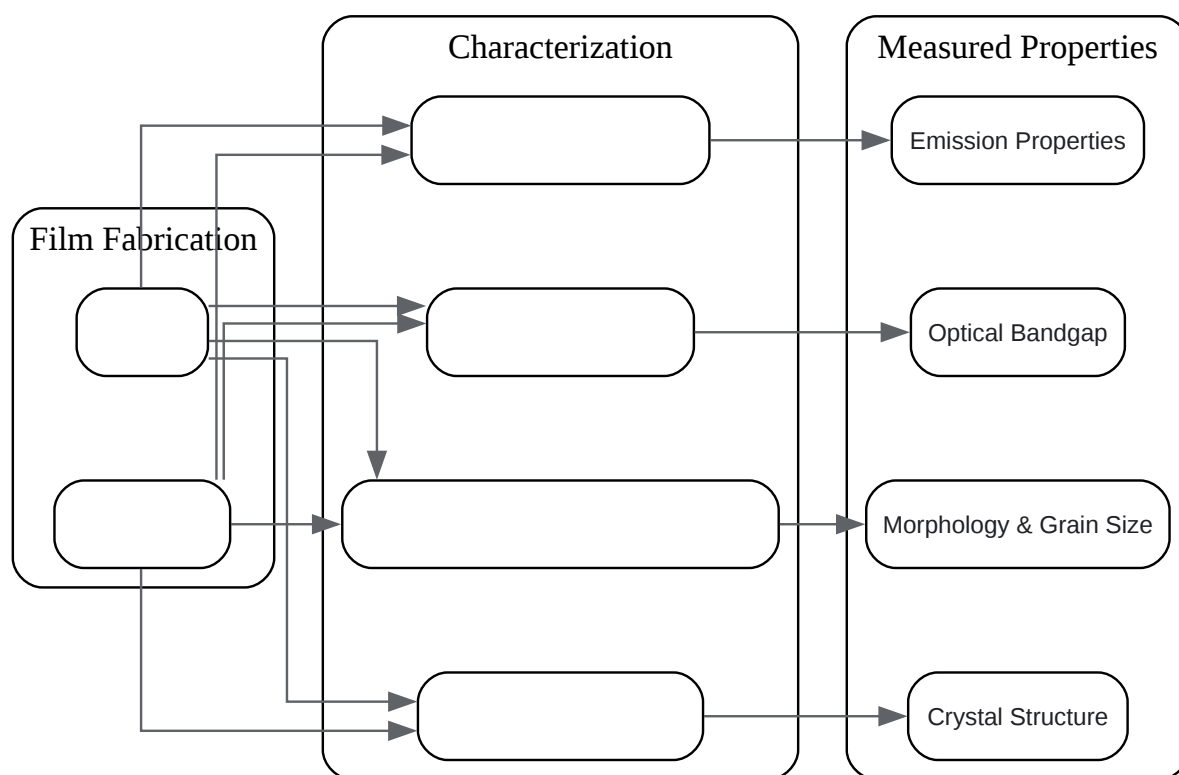 Characterization
Measured Properties
Emission Properties
Film Fabrication
Optical Bandgap
Morphology & Grain Size
Crystal Structure